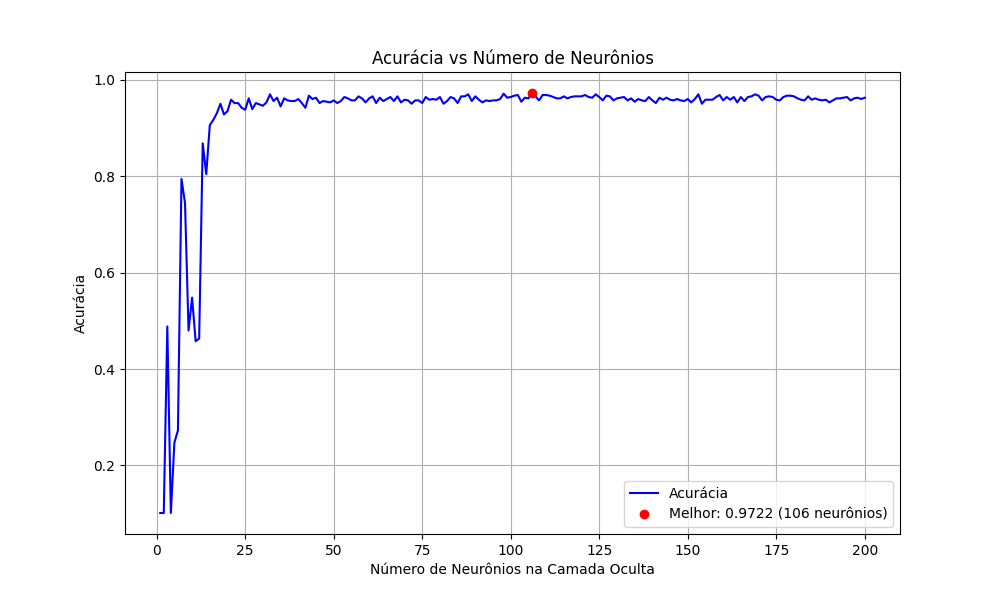 Acurácia vs Número de Neurônios
1.0
0.8
0.6
0.4
0.2
Acurácia
0
25
50
75
100
125
150
175
200
Número de Neurônios na Camada Oculta
Acurácia
Melhor: 0.9722 (106 neurônios)